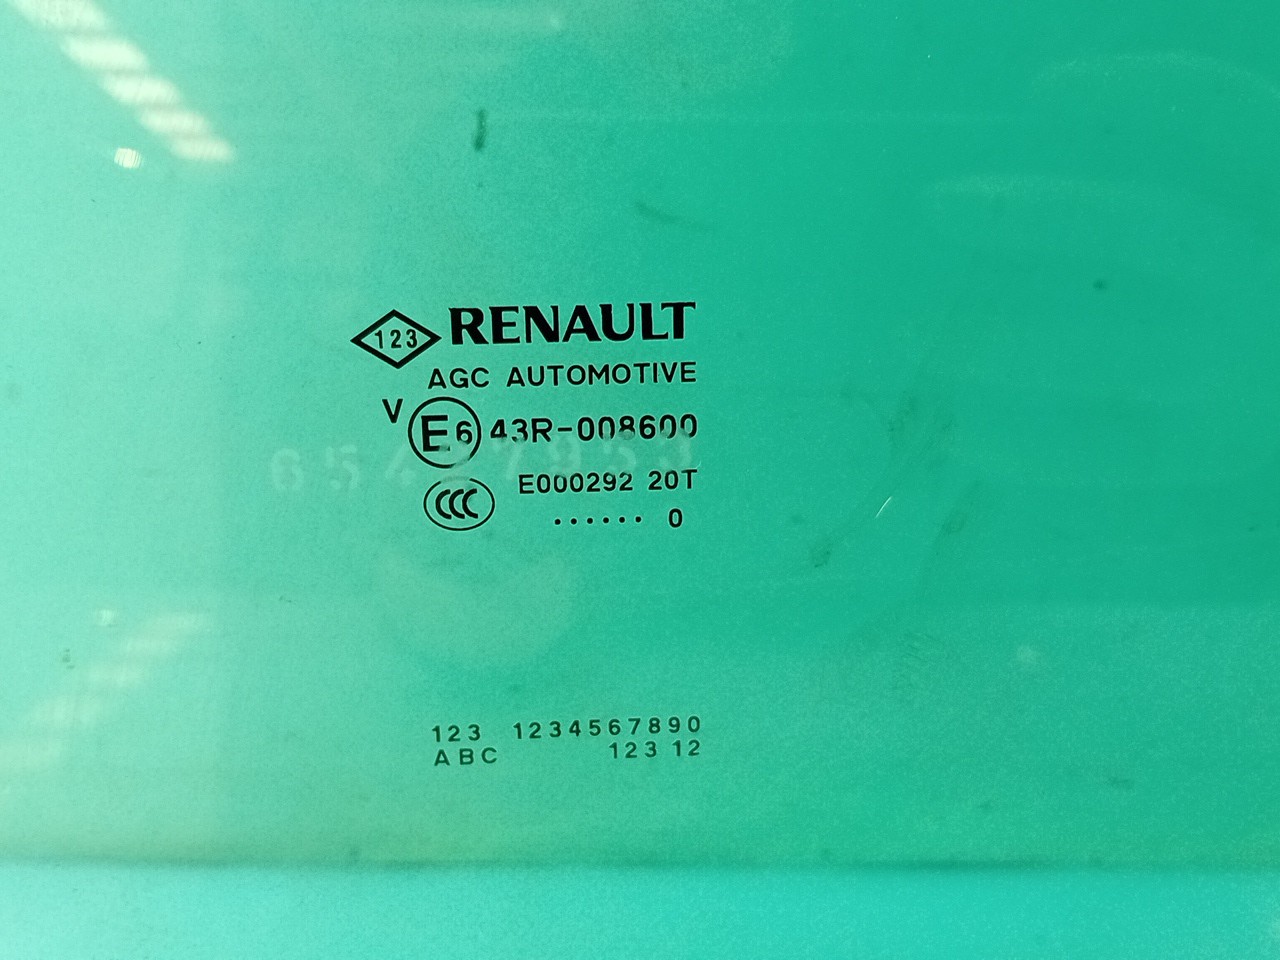 123 RENAULT
AGC AUTOMOTIVE
V E6 43R-008600
E000292 20T
CCC
...... 0
123 1234567890
ABC 123 12